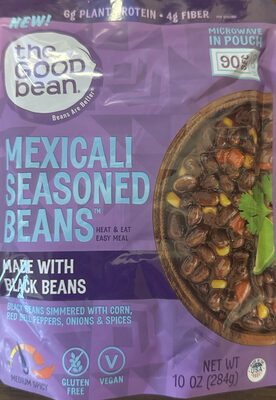 NEW!
6g PLANT PROTEIN • 4g FIBER
MICROWAVE
IN POUCH
90
the
GOOD
bean.
Beans Are Better
MEXICALI
SEASONED
BEANS™
HEAT & EAT
EASY MEAL
MADE WITH
BLACK BEANS
BLACK BEANS SIMMERED WITH CORN,
RED BELL PEPPERS, ONIONS & SPICES
MEDIUM SPICY
GLUTEN
FREE
VEGAN
NET WT
10 OZ (284g)
USA